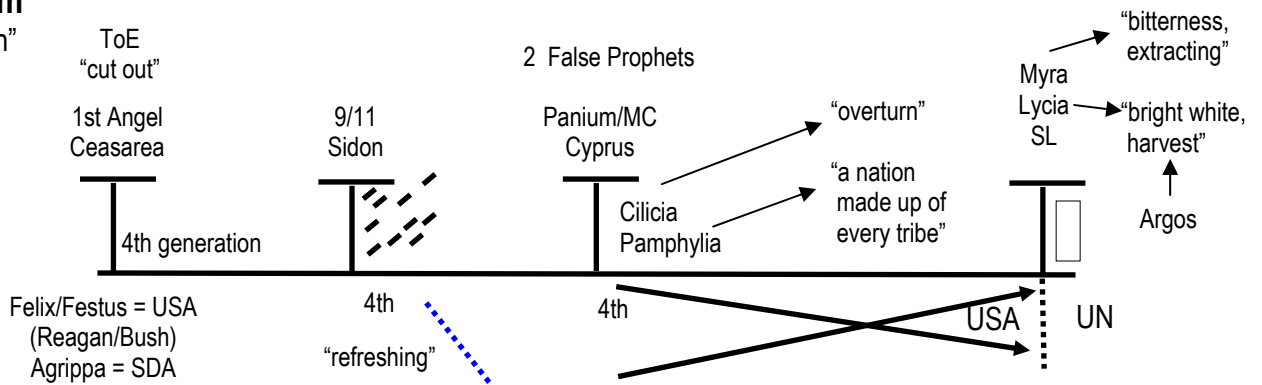 m
n”
ToE
“cut out”
1st Angel
Ceasarea
9/11
Sidon
2 False Prophets
Panium/MC
Cyprus
Myra
Lycia
SL
“bitterness,
extracting”
“bright white,
harvest”
Argos
“overturn”
“a nation
made up of
every tribe”
Cilicia
Pamphylia
4th generation
4th
“refreshing”
4th
USA
UN
Felix/Festus = USA
(Reagan/Bush)
Agrippa = SDA